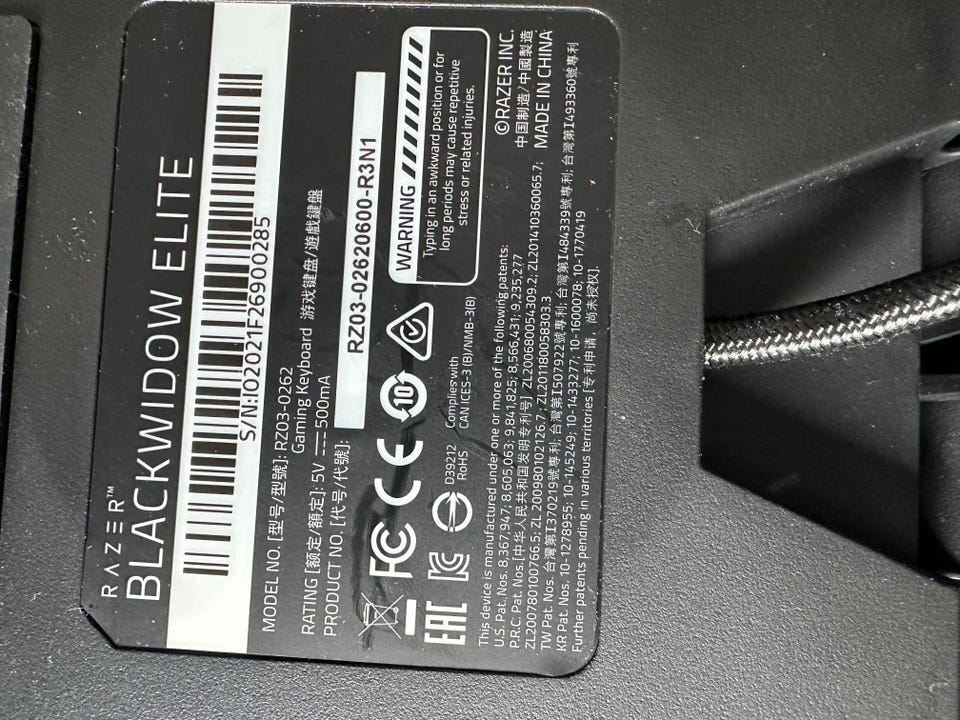 RAZER™
BLACKWIDOW ELITE
S/N:IO2021F26900285
MODEL NO. [型号/型號]: RZ03-0262
Gaming Keyboard 游戏键盘/遊戲鍵盤
RATING [额定/額定]: 5V ⎓ 500mA
PRODUCT NO. [代号/代號]:
RZ03-02620600-R3N1
WARNING
Typing in an awkward position or for
long periods may cause repetitive
stress or related injuries.
FC CE 10
EAC D39212
RoHS
Complies with
CAN ICES-3 (B)/NMB-3(B)
©RAZER INC.
中国制造/中國製造
MADE IN CHINA
This device is manufactured under one or more of the following patents:
U.S. Pat. Nos. 8,367,947; 8,605,063; 9,841,825; 8,566,431; 9,235,277
P.R.C. Pat. Nos.[中华人民共和国发明专利号] ZL200680054309.2; ZL201410360065.7;
ZL200780100766.5; ZL 200980102126.7; ZL201180058303.3
TW Pat. Nos. 台灣第I370219號專利; 台灣第I507922號專利; 台灣第I484339號專利; 台灣第I493360號專利
KR Pat. Nos. 10-1278955; 10-145249; 10-1433277; 10-1600078; 10-1770419
Further patents pending in various territories [专利申请 尚未授权].